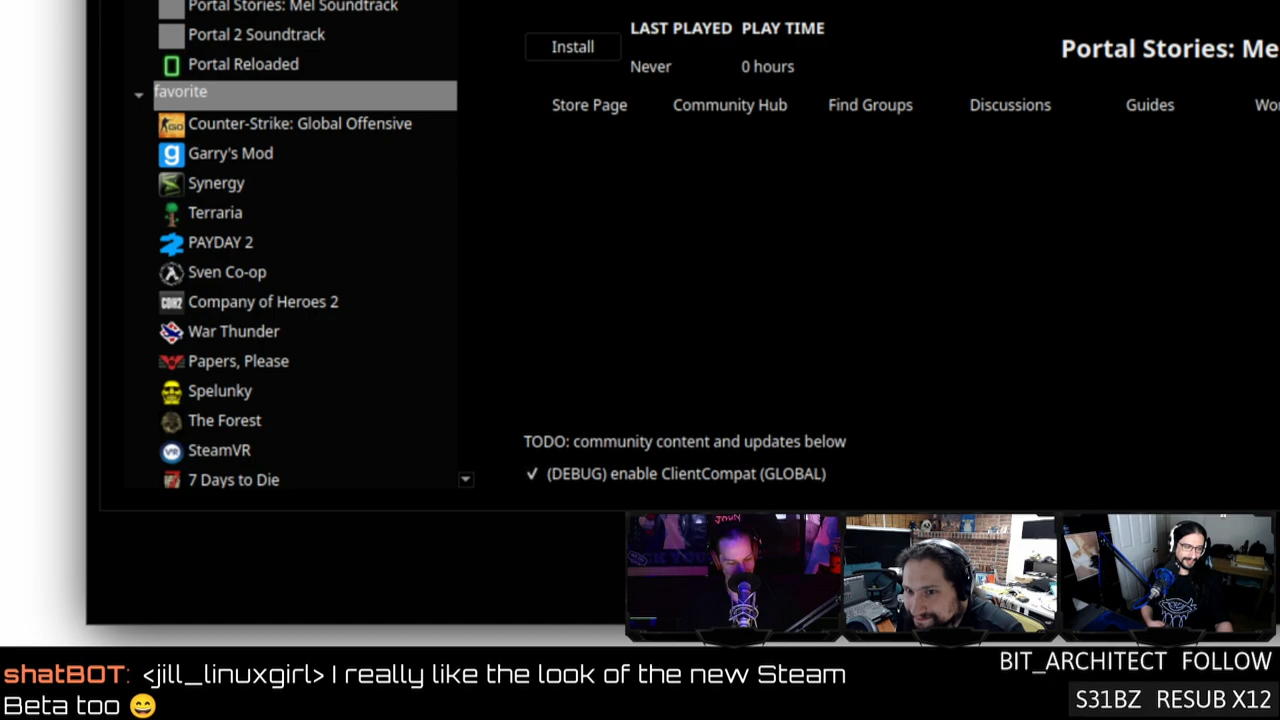 Portal Stories: Mel Soundtrack
Portal 2 Soundtrack
Portal Reloaded
favorite
Counter-Strike: Global Offensive
Garry's Mod
Synergy
Terraria
PAYDAY 2
Sven Co-op
Company of Heroes 2
War Thunder
Papers, Please
Spelunky
The Forest
SteamVR
7 Days to Die
Install
LAST PLAYED PLAY TIME
Never 0 hours
Portal Stories: Me
Store Page Community Hub Find Groups Discussions Guides Wo
TODO: community content and updates below
✓ (DEBUG) enable ClientCompat (GLOBAL)
shatBOT: <jill_linuxgirl> I really like the look of the new Steam
Beta too 😄
BIT_ARCHITECT FOLLOW
S31BZ RESUB X12